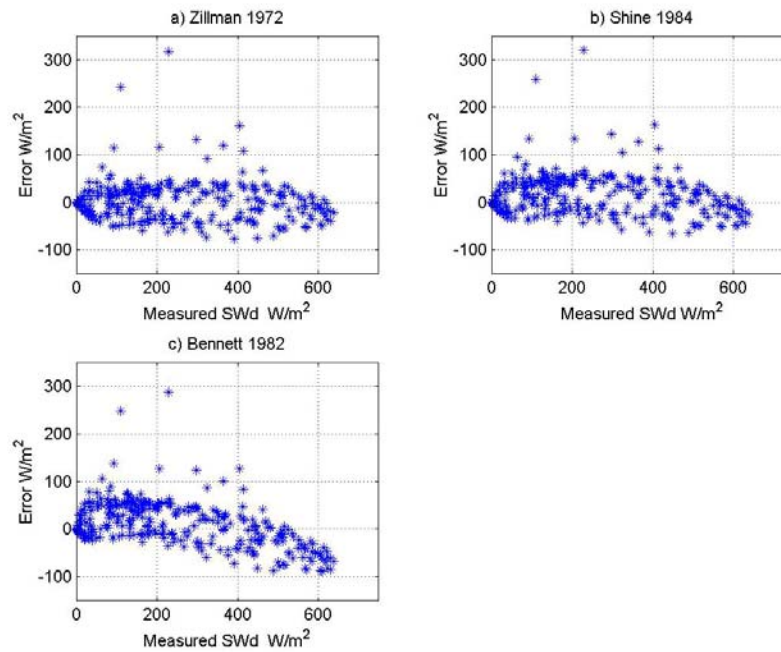 a) Zillman 1972
300
200
100
0
-100
Error W/m²
0 200 400 600
Measured SWd W/m²
b) Shine 1984
300
200
100
0
-100
Error W/m²
0 200 400 600
Measured SWd W/m²
c) Bennett 1982
300
200
100
0
-100
Error W/m²
0 200 400 600
Measured SWd W/m²